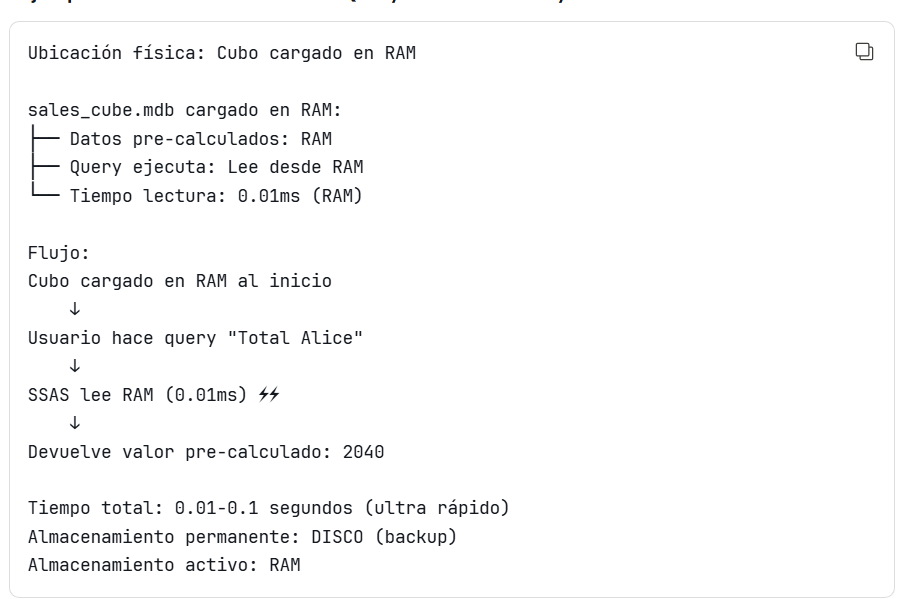 Ubicación física: Cubo cargado en RAM
sales_cube.mdb cargado en RAM:
├── Datos pre-calculados: RAM
├── Query ejecuta: Lee desde RAM
└── Tiempo lectura: 0.01ms (RAM)
Flujo:
Cubo cargado en RAM al inicio
↓
Usuario hace query "Total Alice"
↓
SSAS lee RAM (0.01ms) ⚡⚡
↓
Devuelve valor pre-calculado: 2040
Tiempo total: 0.01-0.1 segundos (ultra rápido)
Almacenamiento permanente: DISCO (backup)
Almacenamiento activo: RAM